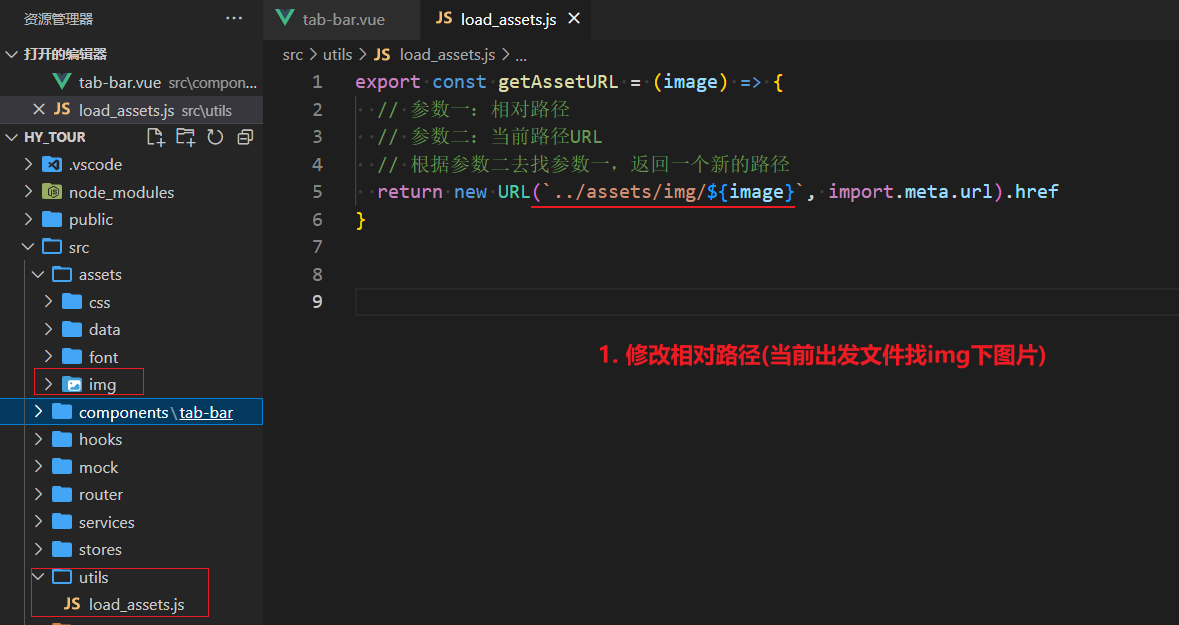 资源管理器 ···
打开的编辑器
tab-bar.vue src\compon...
JS load_assets.js src\utils
HY_TOUR
.vscode
node_modules
public
src
assets
css
data
font
img
components\tab-bar
hooks
mock
router
services
stores
utils
JS load_assets.js
tab-bar.vue JS load_assets.js
src > utils > JS load_assets.js > ...
1 export const getAssetURL = (image) => {
2 // 参数一: 相对路径
3 // 参数二: 当前路径URL
4 // 根据参数二去找参数一，返回一个新的路径
5 return new URL(`../assets/img/${image}`, import.meta.url).href
6 }
7
8
9
1. 修改相对路径(当前出发文件找img下图片)